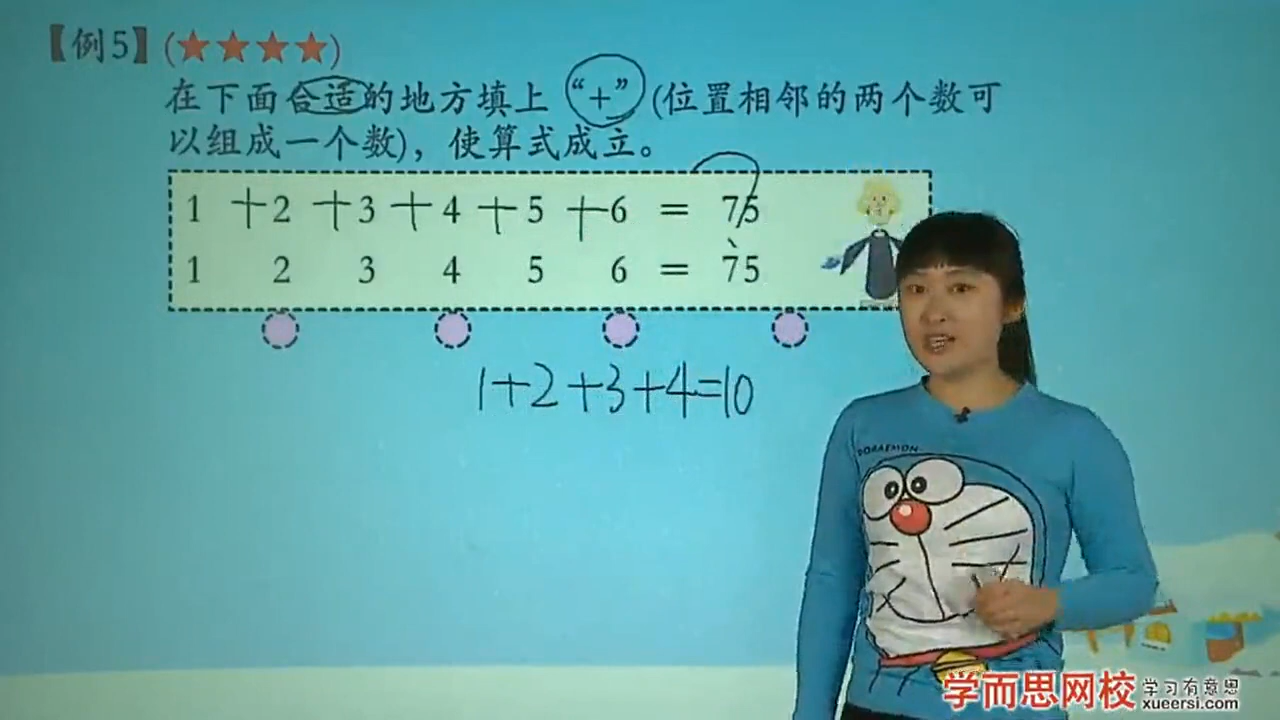 【例5】(★★★★)
在下面合适的地方填上“+”(位置相邻的两个数可
以组成一个数)，使算式成立。
1 +2 +3 +4 +5 +6 = 75
1 2 3 4 5 6 = 75
1+2+3+4=10
DORAEMON
学而思网校 学习有意思
xueersi.com